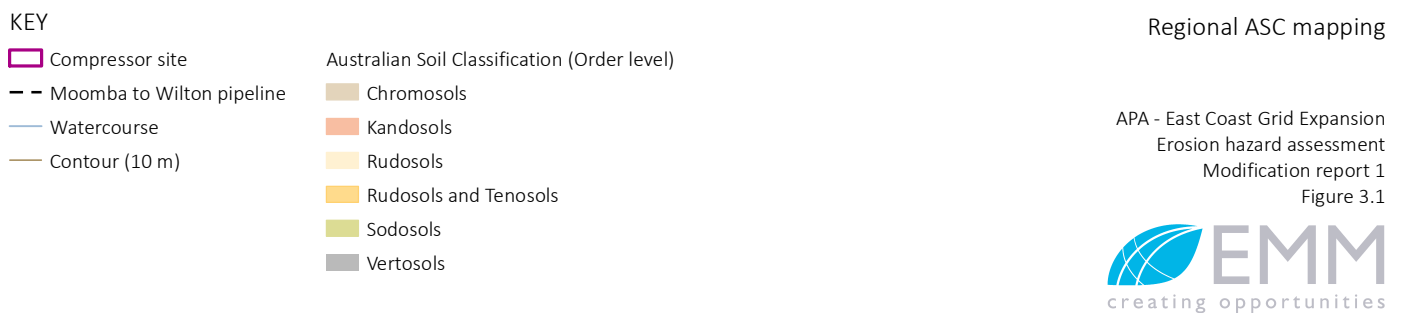 KEY
Compressor site
Moomba to Wilton pipeline
Watercourse
Contour (10 m)
Australian Soil Classification (Order level)
Chromosols
Kandosols
Rudosols
Rudosols and Tenosols
Sodosols
Vertosols
Regional ASC mapping
APA - East Coast Grid Expansion
Erosion hazard assessment
Modification report 1
Figure 3.1
EMM
creating opportunities